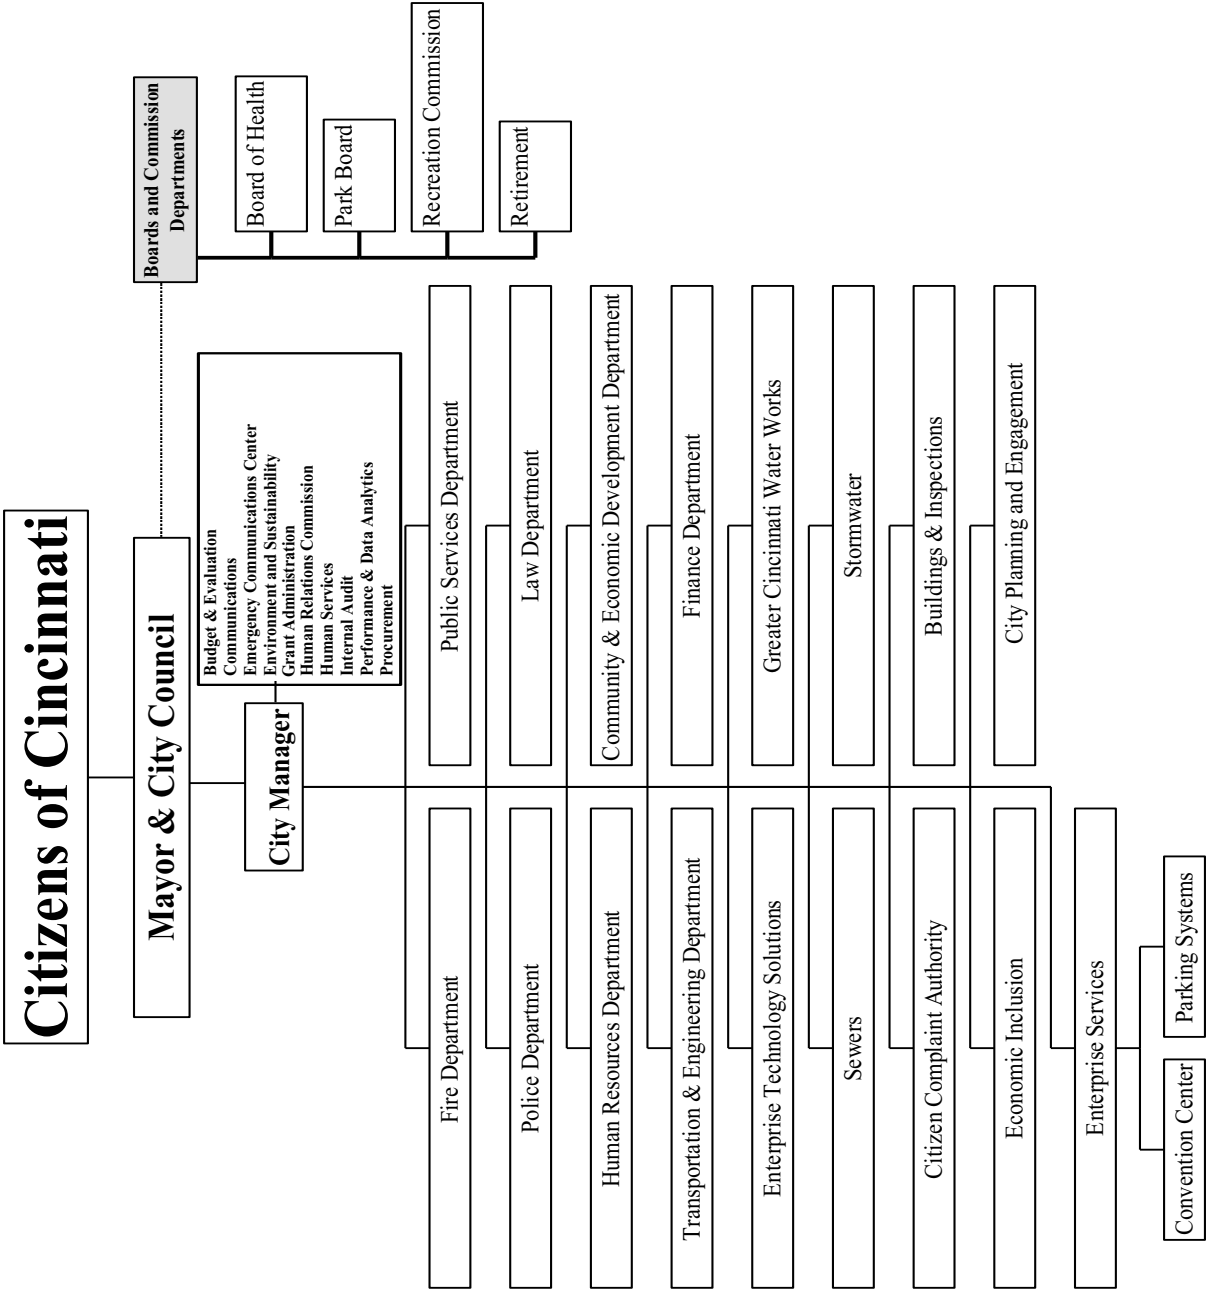 Citizens of Cincinnati
Mayor & City Council
Boards and Commission
Departments
City Manager
Budget & Evaluation
Communications
Emergency Communications Center
Environment and Sustainability
Grant Administration
Human Relations Commission
Human Services
Internal Audit
Performance & Data Analytics
Procurement
Board of Health
Park Board
Recreation Commission
Retirement
Fire Department
Public Services Department
Police Department
Law Department
Human Resources Department
Community & Economic Development Department
Transportation & Engineering Department
Finance Department
Enterprise Technology Solutions
Greater Cincinnati Water Works
Sewers
Stormwater
Citizen Complaint Authority
Buildings & Inspections
Economic Inclusion
City Planning and Engagement
Enterprise Services
Convention Center
Parking Systems